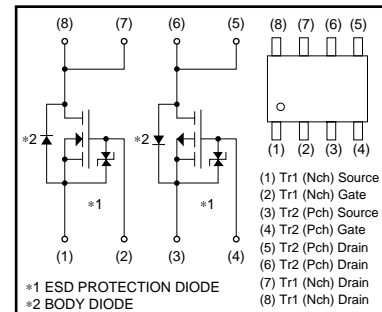 (8) (7) (6) (5)
(8) (7) (6) (5)
*2 *2
*1 *1
(1) (2) (3) (4)
(1) (2) (3) (4)
(1) Tr1 (Nch) Source
(2) Tr1 (Nch) Gate
(3) Tr2 (Pch) Source
(4) Tr2 (Pch) Gate
(5) Tr2 (Pch) Drain
(6) Tr2 (Pch) Drain
(7) Tr1 (Nch) Drain
(8) Tr1 (Nch) Drain
*1 ESD PROTECTION DIODE
*2 BODY DIODE